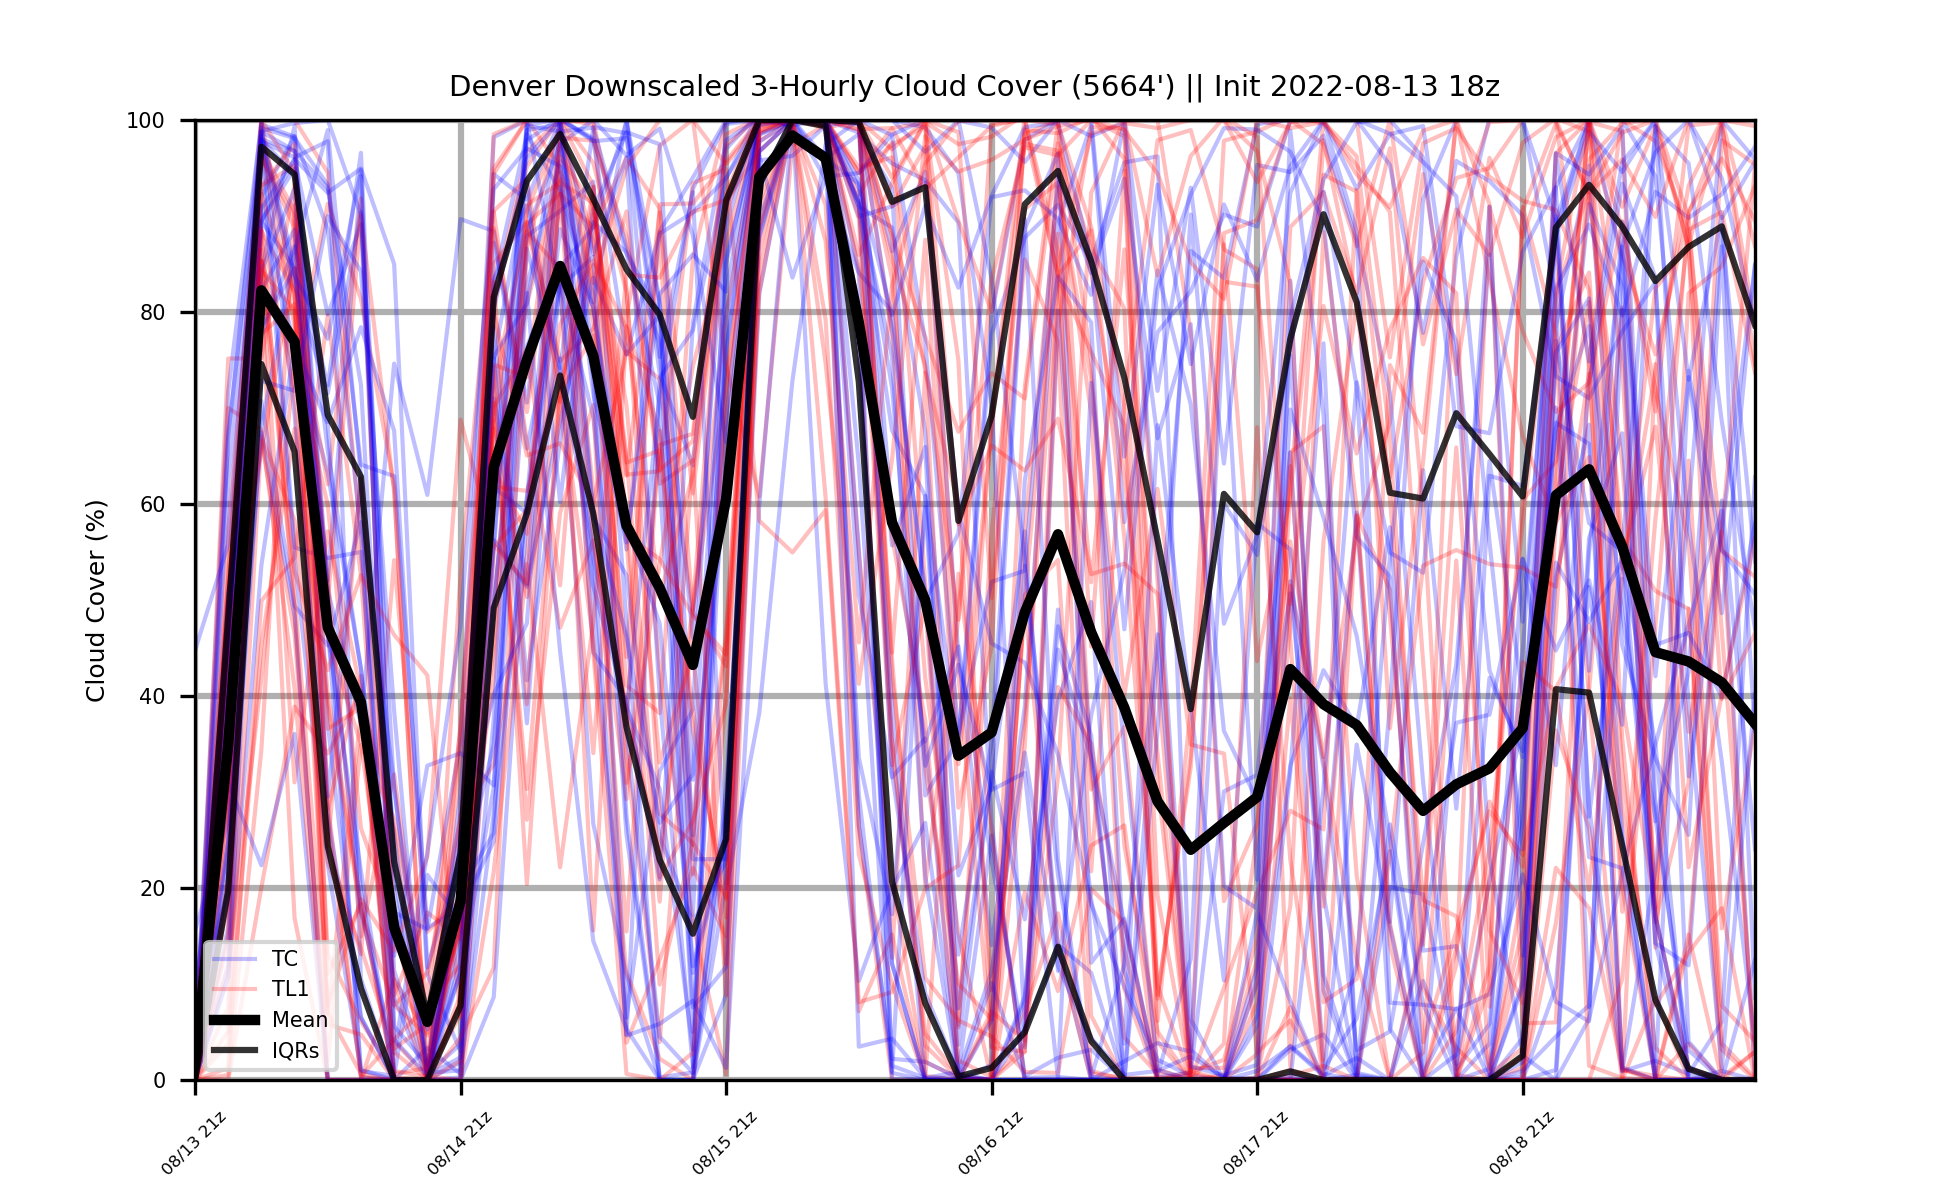 Denver Downscaled 3-Hourly Cloud Cover (5664') || Init 2022-08-13 18z
Cloud Cover (%)
100
80
60
40
20
0
TC
TL1
Mean
IQRs
08/13 21z
08/14 21z
08/15 21z
08/16 21z
08/17 21z
08/18 21z